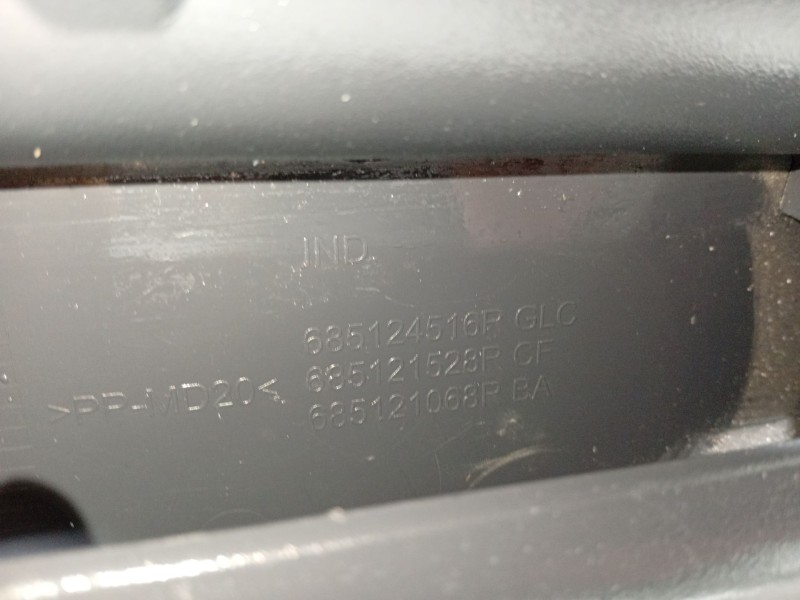 IND.
685124516R GLC
685121528R CF
>PP-MD20< 685121068R BA